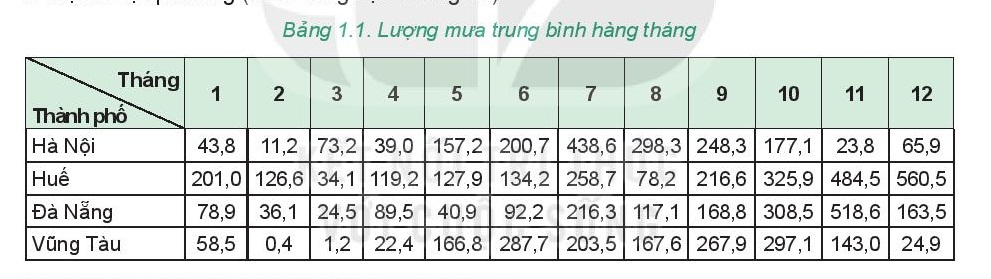 Bảng 1.1. Lượng mưa trung bình hàng tháng
Tháng 1 2 3 4 5 6 7 8 9 10 11 12
Thành phố
Hà Nội 43,8 11,2 73,2 39,0 157,2 200,7 438,6 298,3 248,3 177,1 23,8 65,9
Huế 201,0 126,6 34,1 119,2 127,9 134,2 258,7 78,2 216,6 325,9 484,5 560,5
Đà Nẵng 78,9 36,1 24,5 89,5 40,9 92,2 216,3 117,1 168,8 308,5 518,6 163,5
Vũng Tàu 58,5 0,4 1,2 22,4 166,8 287,7 203,5 167,6 267,9 297,1 143,0 24,9